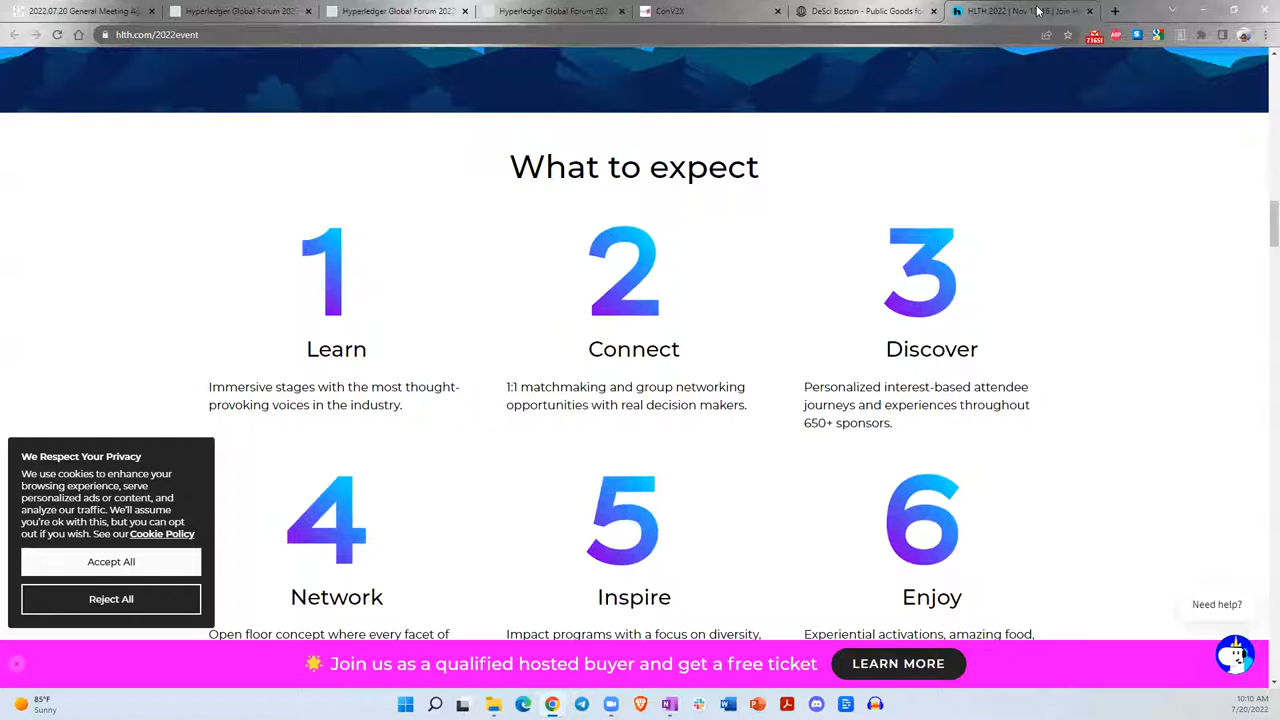 2022.07.20 General Meeting Ag
Hyperledger Global Forum 202
Hyperledger Global Forum 2022
Hyperledger Global Forum 202
ConV2X
DeSci Boston - Public Goods fo
HLTH 2022 | Nov
hlth.com/2022event
What to expect
1
2
3
Learn
Connect
Discover
Immersive stages with the most thought-
provoking voices in the industry.
1:1 matchmaking and group networking
opportunities with real decision makers.
Personalized interest-based attendee
journeys and experiences throughout
650+ sponsors.
We Respect Your Privacy
We use cookies to enhance your
browsing experience, serve
personalized ads or content, and
analyze our traffic. We'll assume
you're ok with this, but you can opt
out if you wish. See our Cookie Policy
Accept All
Reject All
4
5
6
Network
Inspire
Enjoy
Open floor concept where every facet of
Impact programs with a focus on diversity,
Experiential activations, amazing food,
Need help?
Join us as a qualified hosted buyer and get a free ticket
LEARN MORE
85°F
Sunny
10:10 AM
7/20/2022